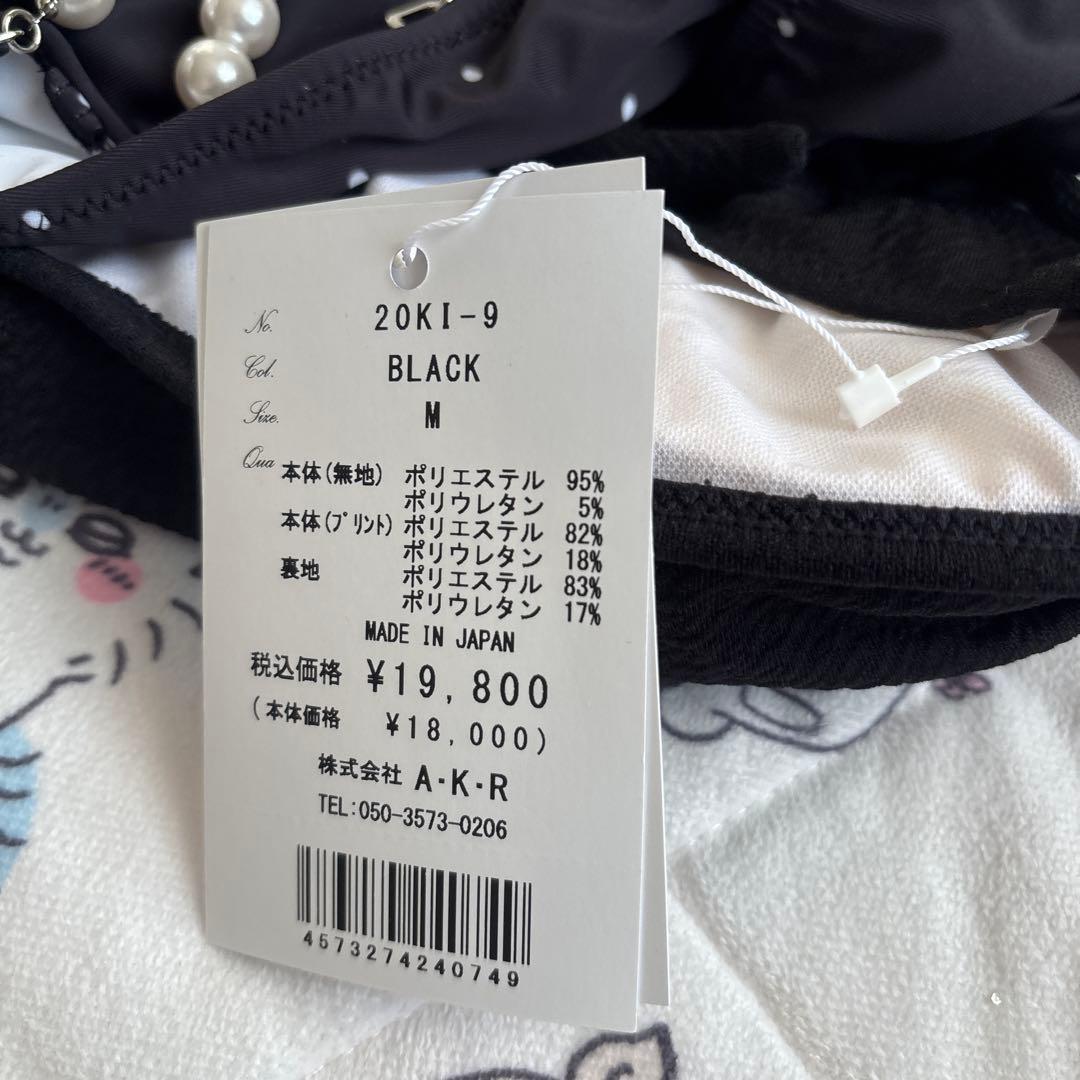 No. 20KI-9
Col. BLACK
Size. M
Qua 本体(無地) ポリエステル 95%
ポリウレタン 5%
本体(プリント) ポリエステル 82%
ポリウレタン 18%
裏地 ポリエステル 83%
ポリウレタン 17%
MADE IN JAPAN
税込価格 ¥19,800
(本体価格 ¥18,000)
株式会社 A・K・R
TEL:050-3573-0206
4573274240749